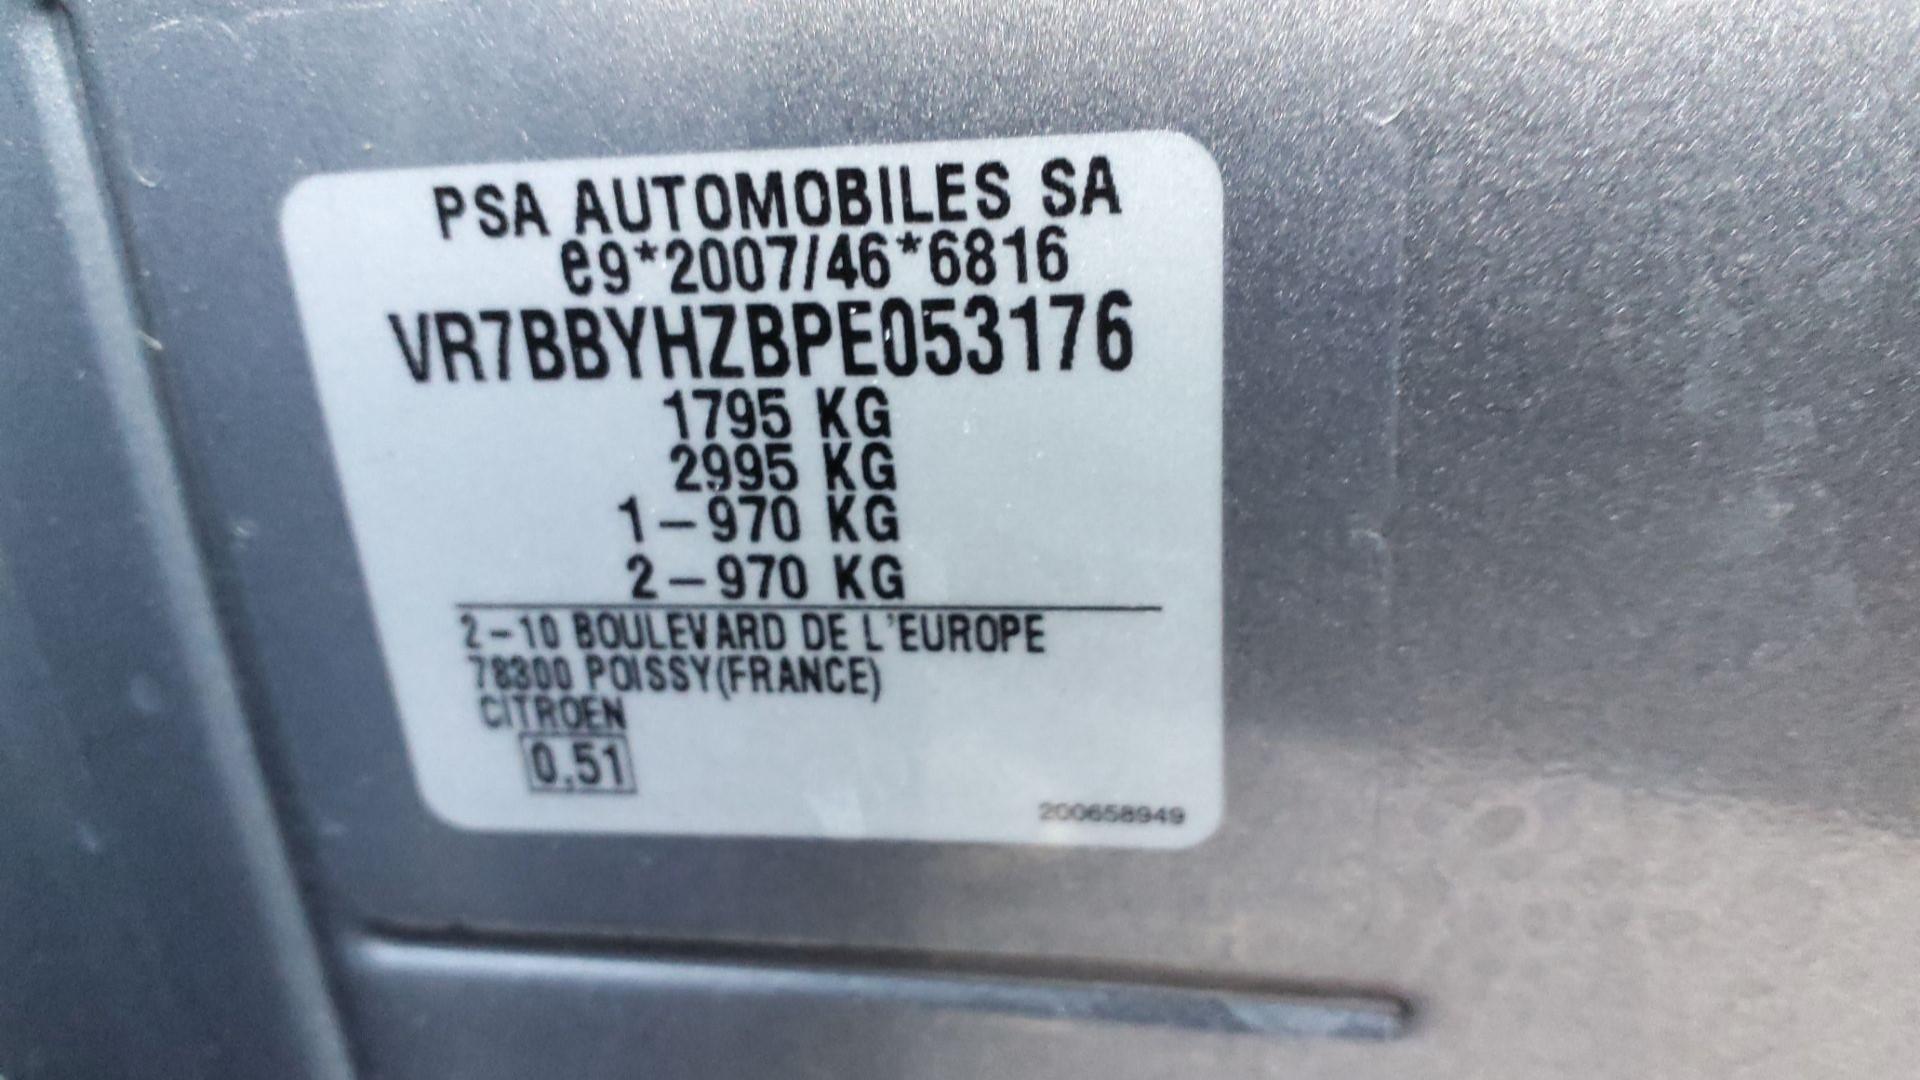 PSA AUTOMOBILES SA
e9*2007/46*6816
VR7BBYHZBPE053176
1795 KG
2995 KG
1-970 KG
2-970 KG
2-10 BOULEVARD DE L'EUROPE
78300 POISSY(FRANCE)
CITROEN
0.51
200658949